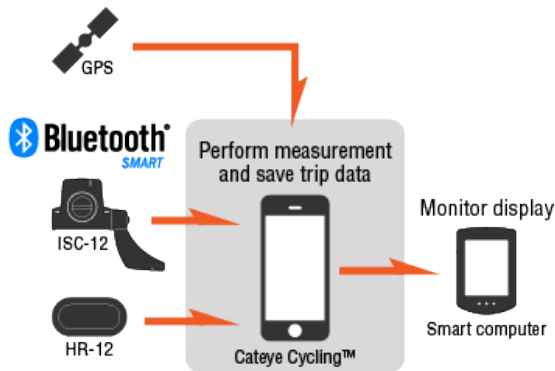 GPS
Bluetooth®
SMART
Perform measurement
and save trip data
ISC-12
Monitor display
HR-12
Cateye Cycling™
Smart computer